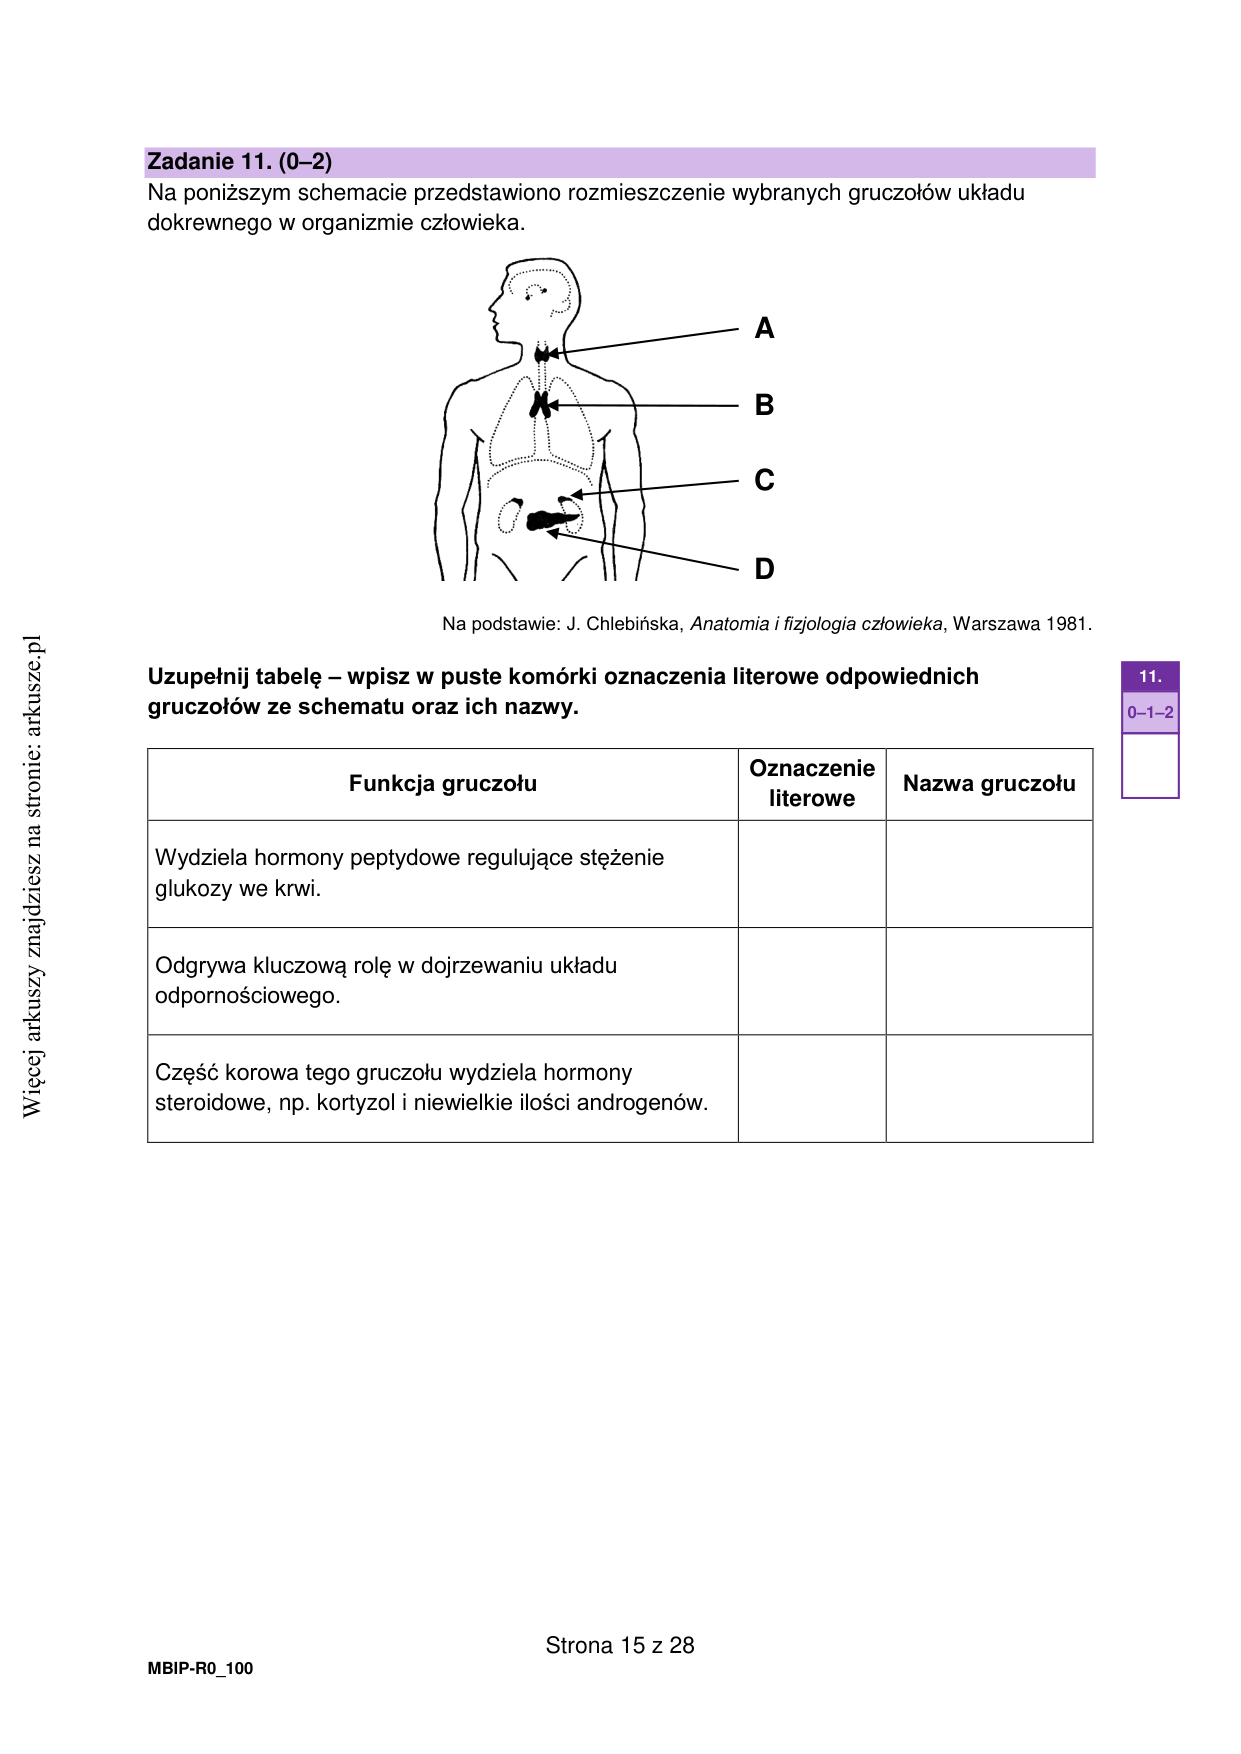 Zadanie 11. (0–2)
Na poniższym schemacie przedstawiono rozmieszczenie wybranych gruczołów układu
dokrewnego w organizmie człowieka.
A
B
C
D
Na podstawie: J. Chlebińska, Anatomia i fizjologia człowieka, Warszawa 1981.
Uzupełnij tabelę – wpisz w puste komórki oznaczenia literowe odpowiednich
gruczołów ze schematu oraz ich nazwy.
11.
0–1–2
Funkcja gruczołu
Oznaczenie
literowe
Nazwa gruczołu
Wydziela hormony peptydowe regulujące stężenie
glukozy we krwi.
Odgrywa kluczową rolę w dojrzewaniu układu
odpornościowego.
Część korowa tego gruczołu wydziela hormony
steroidowe, np. kortyzol i niewielkie ilości androgenów.
Więcej arkuszy znajdziesz na stronie: arkusze.pl
Strona 15 z 28
MBIP-R0_100